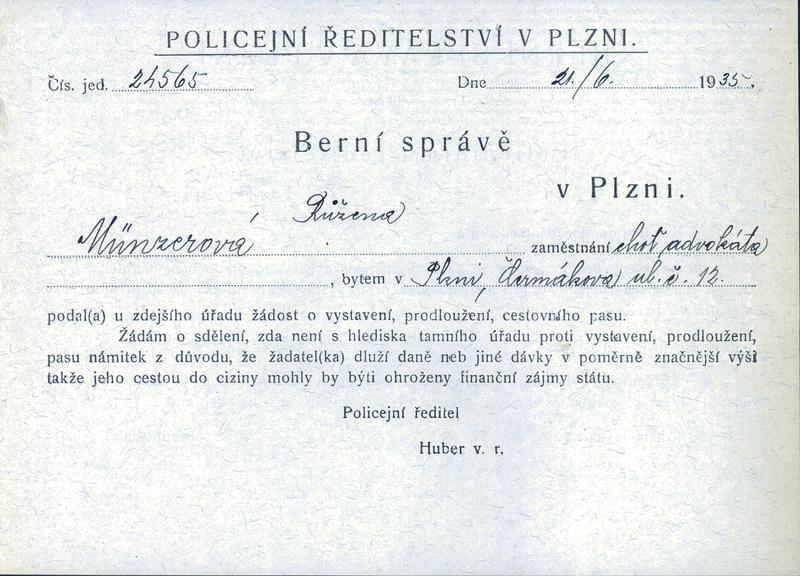 POLICEJNÍ ŘEDITELSTVÍ V PLZNI.
Čís. jed. 24565 Dne 21./6. 1935.
Berní správě
v Plzni.
Růžena
Münzerová zaměstnání choť advokáta
, bytem v Plzni, Čermákova ul. č. 12.
podal(a) u zdejšího úřadu žádost o vystavení, prodloužení, cestovního pasu.
Žádám o sdělení, zda není s hlediska tamního úřadu proti vystavení, prodloužení,
pasu námitek z důvodu, že žadatel(ka) dluží daně neb jiné dávky v poměrně značnější výši
takže jeho cestou do ciziny mohly by býti ohroženy finanční zájmy státu.
Policejní ředitel
Huber v. r.